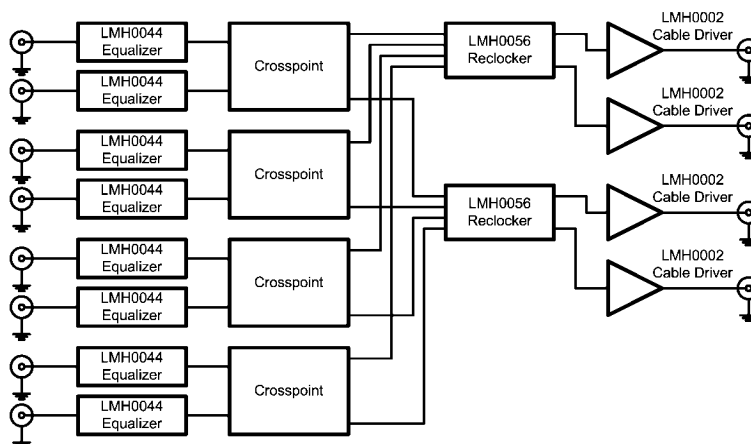 LMH0044
Equalizer
LMH0044
Equalizer
Crosspoint
LMH0044
Equalizer
LMH0044
Equalizer
Crosspoint
LMH0044
Equalizer
LMH0044
Equalizer
Crosspoint
LMH0044
Equalizer
LMH0044
Equalizer
Crosspoint
LMH0056
Reclocker
LMH0056
Reclocker
LMH0002
Cable Driver
LMH0002
Cable Driver
LMH0002
Cable Driver
LMH0002
Cable Driver